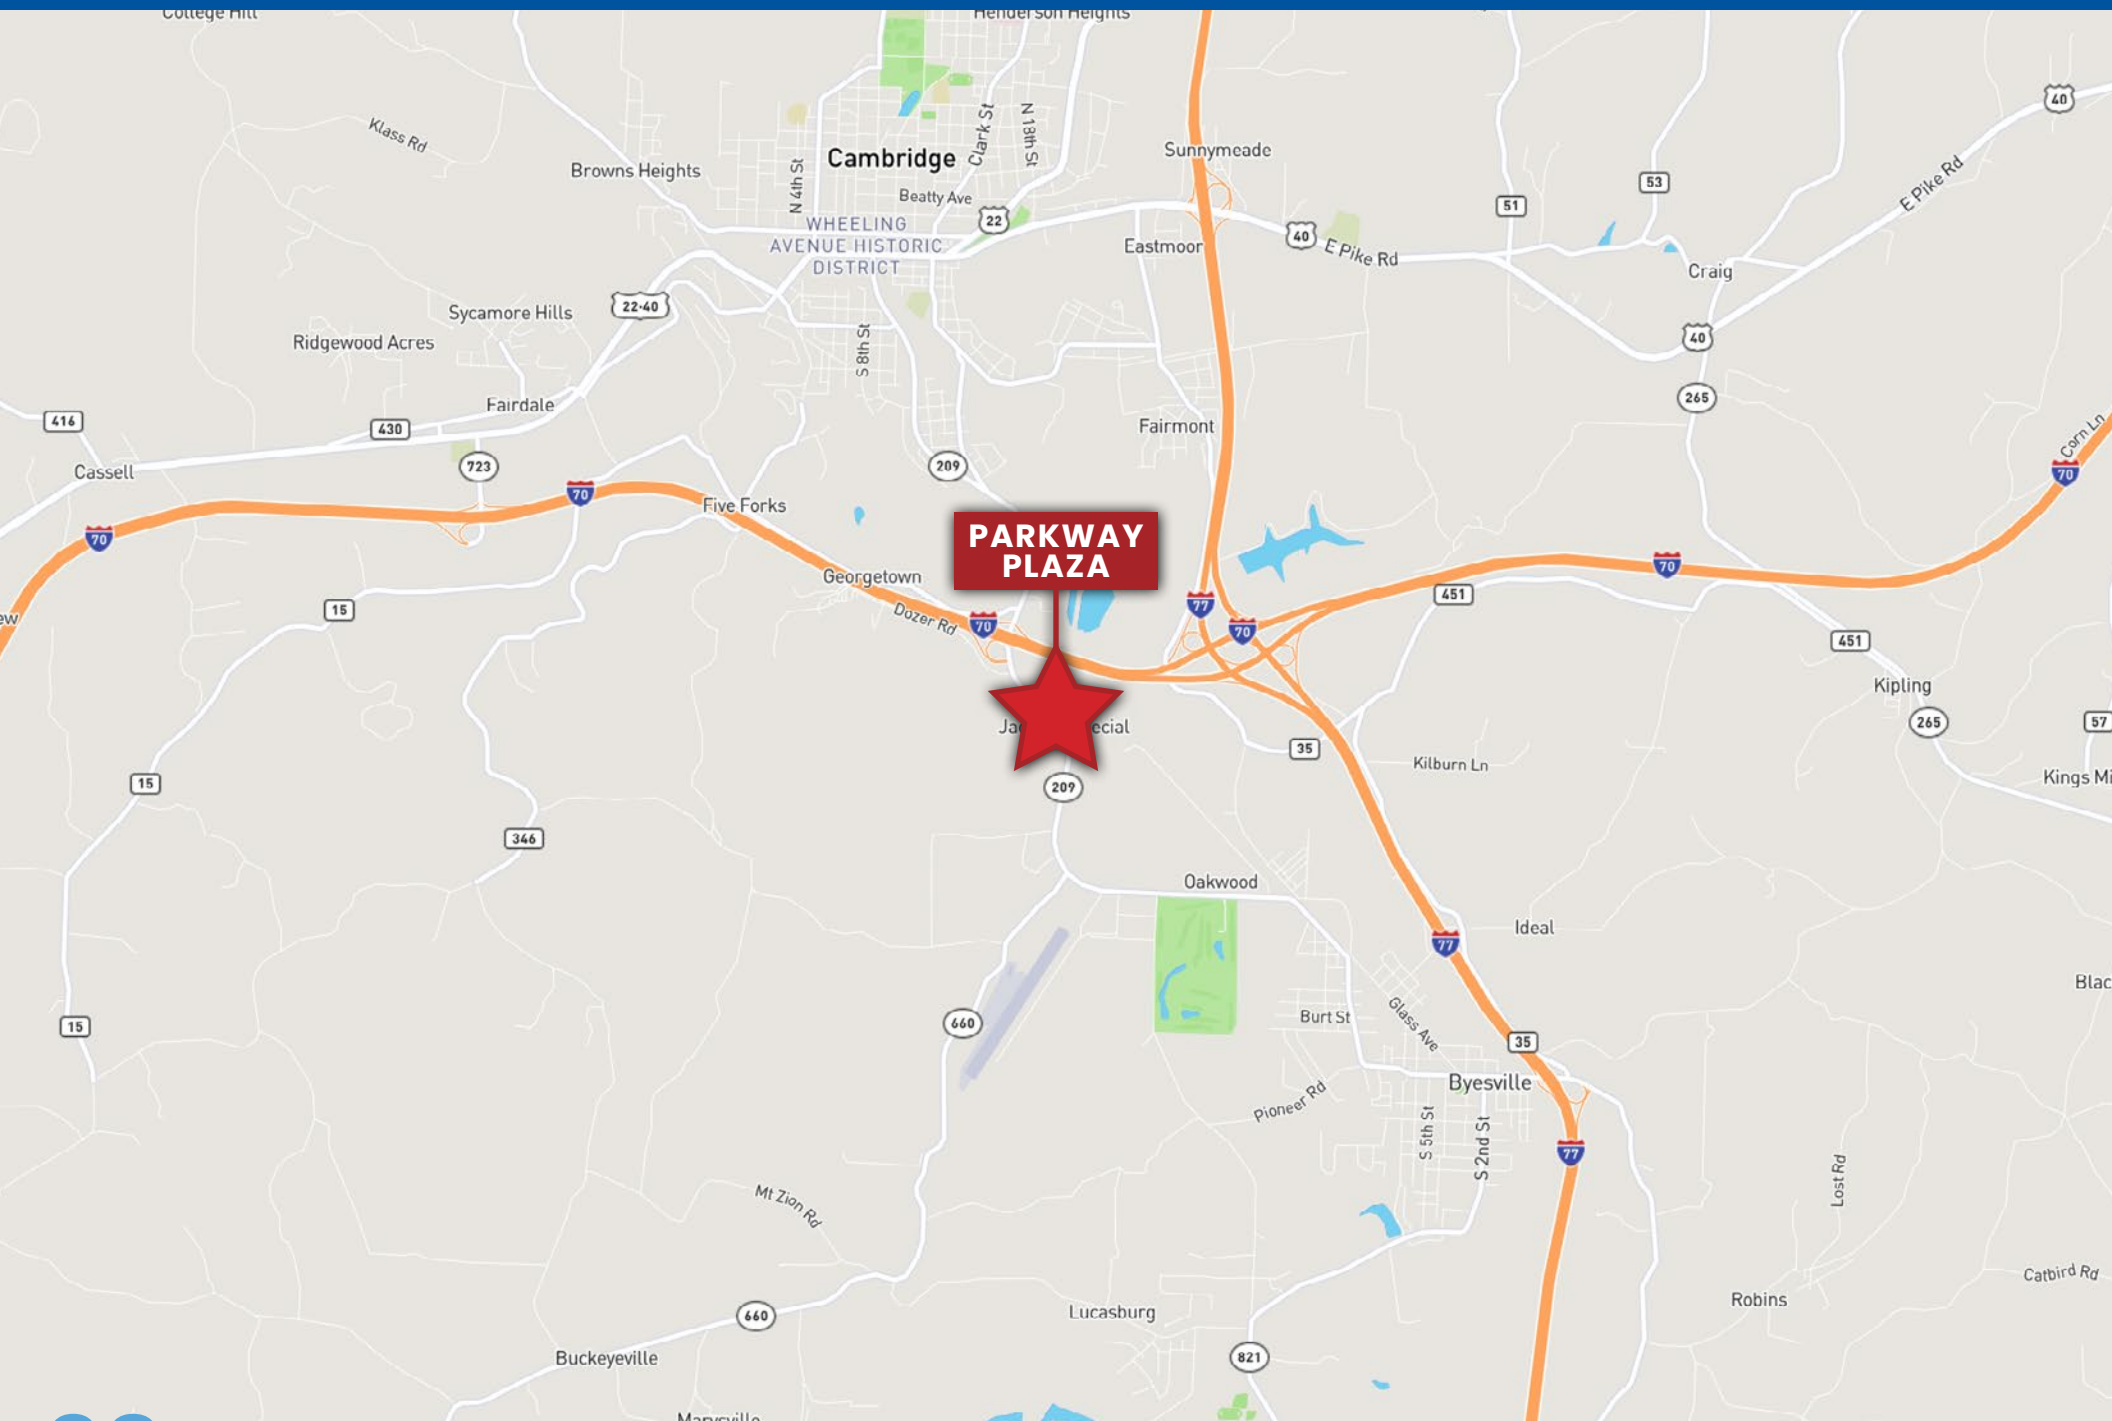 College Hill
Henderson Heights
Klass Rd
Browns Heights
N 4th St
Cambridge
Clark St
N 18th St
Beatty Ave
22
WHEELING
AVENUE HISTORIC
DISTRICT
Sunnymeade
Eastmoor
40
E Pike Rd
51
53
E Pike Rd
40
Craig
40
265
Sycamore Hills
22-40
Ridgewood Acres
S 8th St
Fairdale
416
430
Cassell
723
209
Fairmont
Corn Ln
70
70
70
Five Forks
PARKWAY
PLAZA
Georgetown
Dozer Rd
70
77
70
451
70
451
15
Kipling
265
57
Kings Mi
Ja
ecial
35
Kilburn Ln
209
15
346
Oakwood
Ideal
77
Blac
660
15
Burt St
Glass Ave
35
Byesville
Pioneer Rd
S 5th St
S 2nd St
77
Lost Rd
Mt Zion Rd
Catbird Rd
Robins
660
Lucasburg
Buckeyeville
821
Marysville